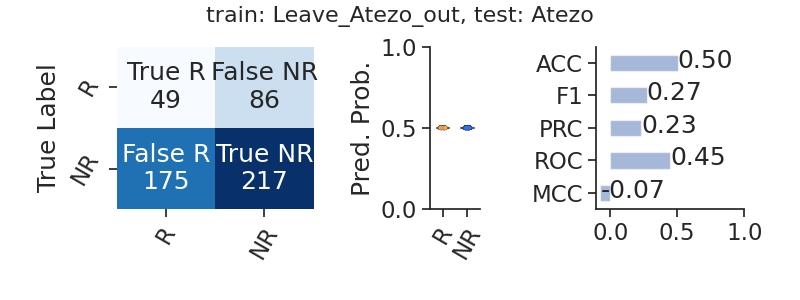 train: Leave_Atezo_out, test: Atezo
True Label
R
NR
True R
49
False NR
86
False R
175
True NR
217
R
NR
Pred. Prob.
1.0
0.5
0.0
R
NR
ACC
0.50
F1
0.27
PRC
0.23
ROC
0.45
MCC
-0.07
0.0
0.5
1.0